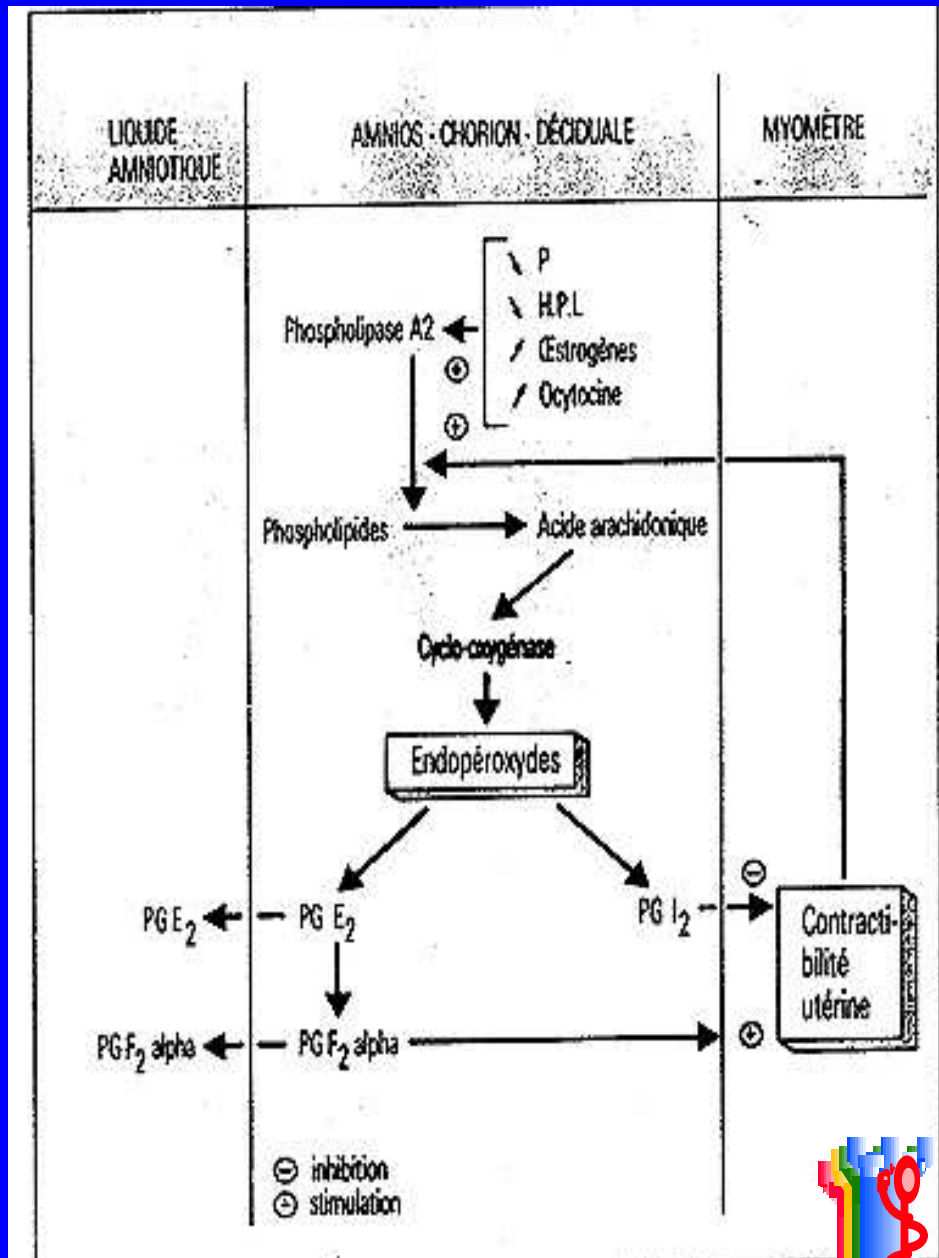 LIQUIDE
AMNIOTIQUE
AMNIOS - CHORION - DÉCIDUALE
MYOMÈTRE
P
H.P.L
Œstrogènes
Ocytocine
Phospholipase A2
+
+
Phospholipides
Acide arachidonique
Cyclo-oxygénase
Endopéroxydes
PG E2
PG E2
PG I2
−
Contracti-
bilité
utérine
PG F2 alpha
PG F2 alpha
+
− inhibition
+ stimulation